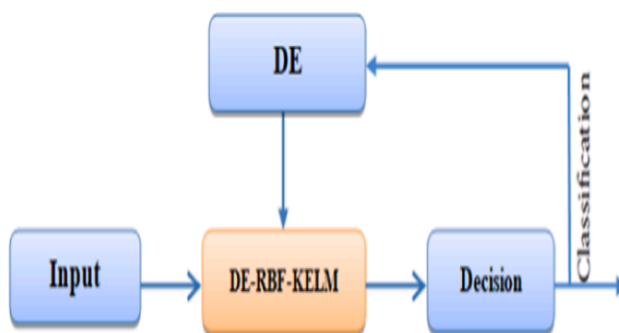 DE
Classification
Input
DE-RBF-KELM
Decision